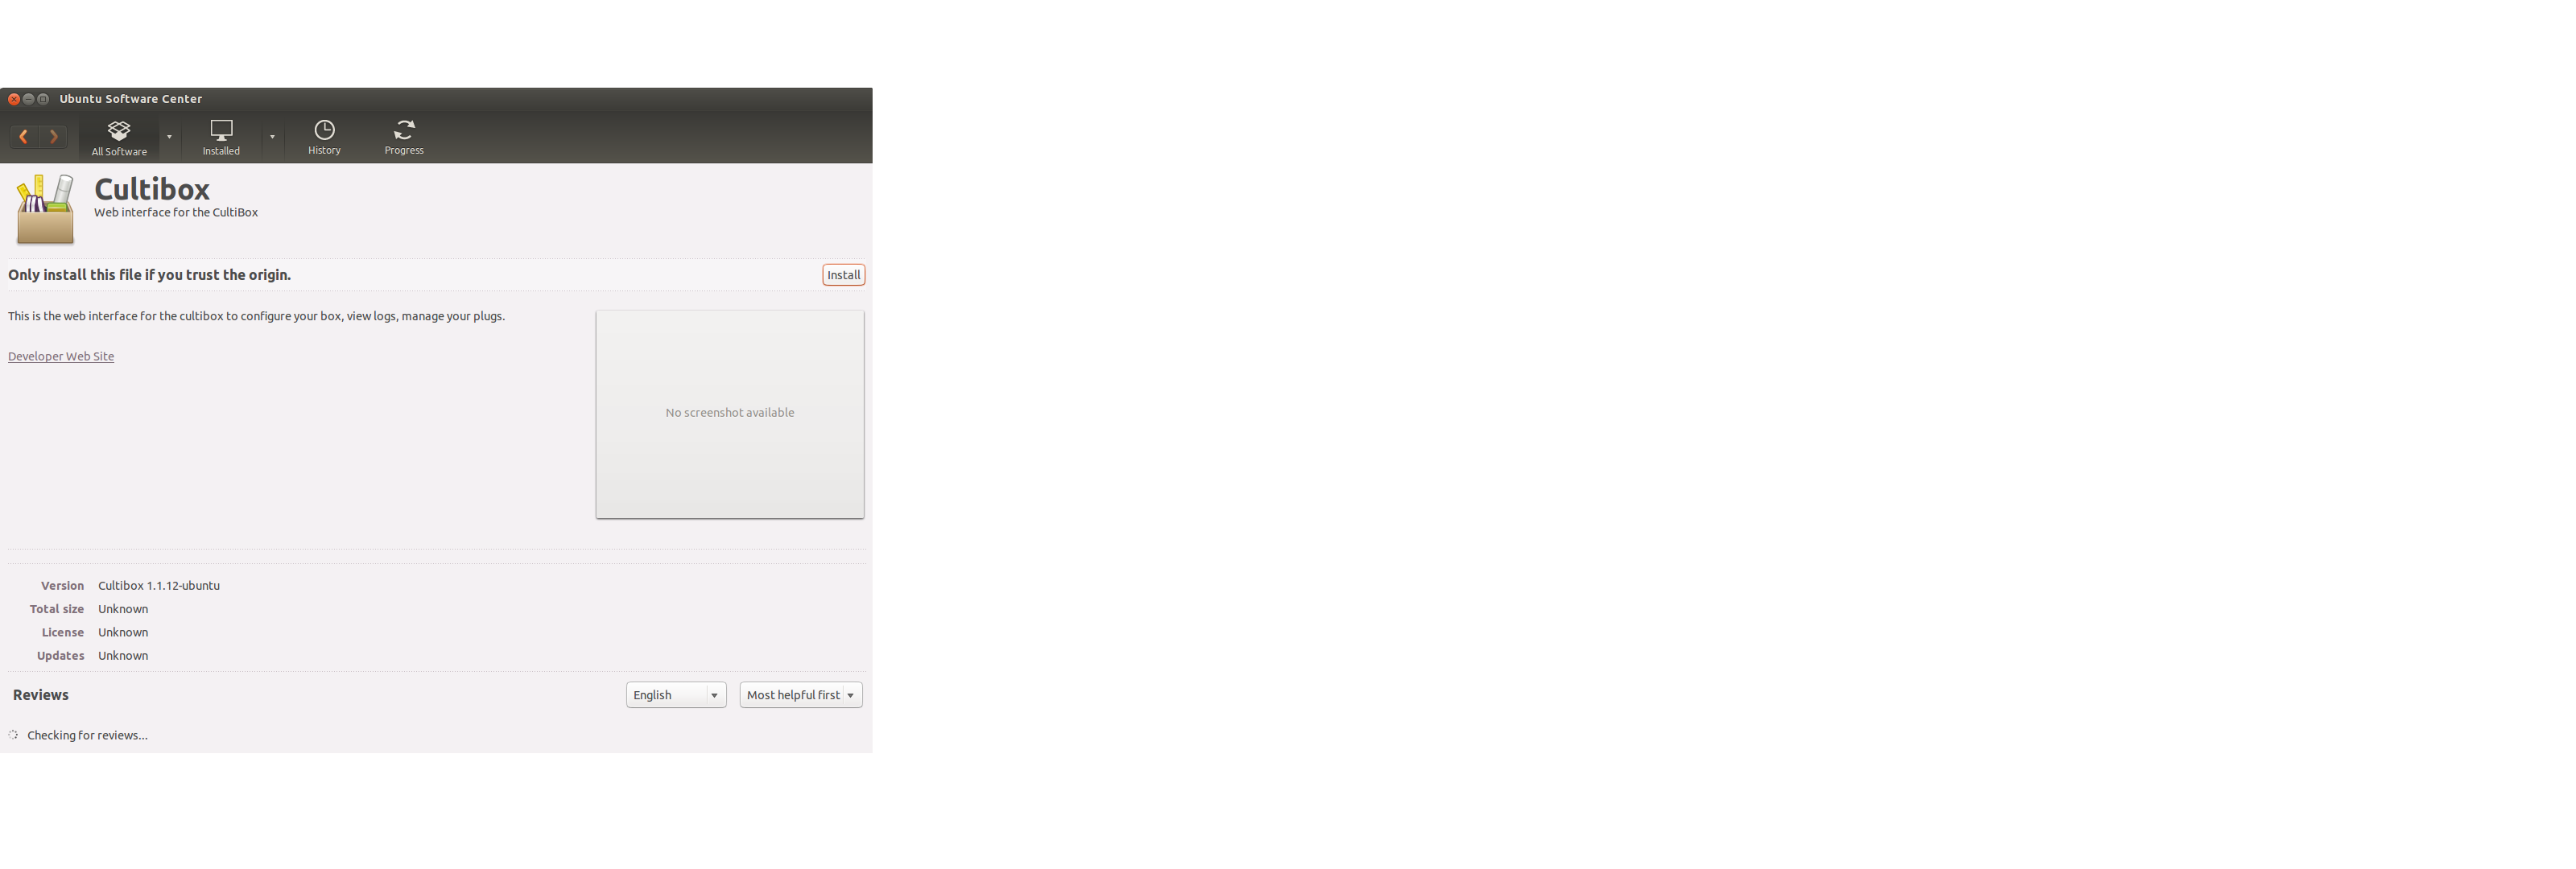 Ubuntu Software Center
All Software
Installed
History
Progress
Cultibox
Web interface for the CultiBox
Only install this file if you trust the origin.
Install
This is the web interface for the cultibox to configure your box, view logs, manage your plugs.
Developer Web Site
No screenshot available
Version Cultibox 1.1.12-ubuntu
Total size Unknown
License Unknown
Updates Unknown
Reviews
English
Most helpful first
Checking for reviews...